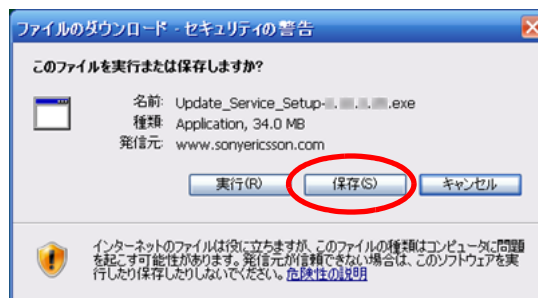 ファイルのダウンロード - セキュリティの警告
このファイルを実行または保存しますか?
名前: Update_Service_Setup-. . . .exe
種類: Application, 34.0 MB
発信元: www.sonyericsson.com
実行(R) 保存(S) キャンセル
インターネットのファイルは役に立ちますが、このファイルの種類はコンピュータに問題
を起こす可能性があります。発信元が信頼できない場合は、このソフトウェアを実
行したり保存したりしないでください。危険性の説明